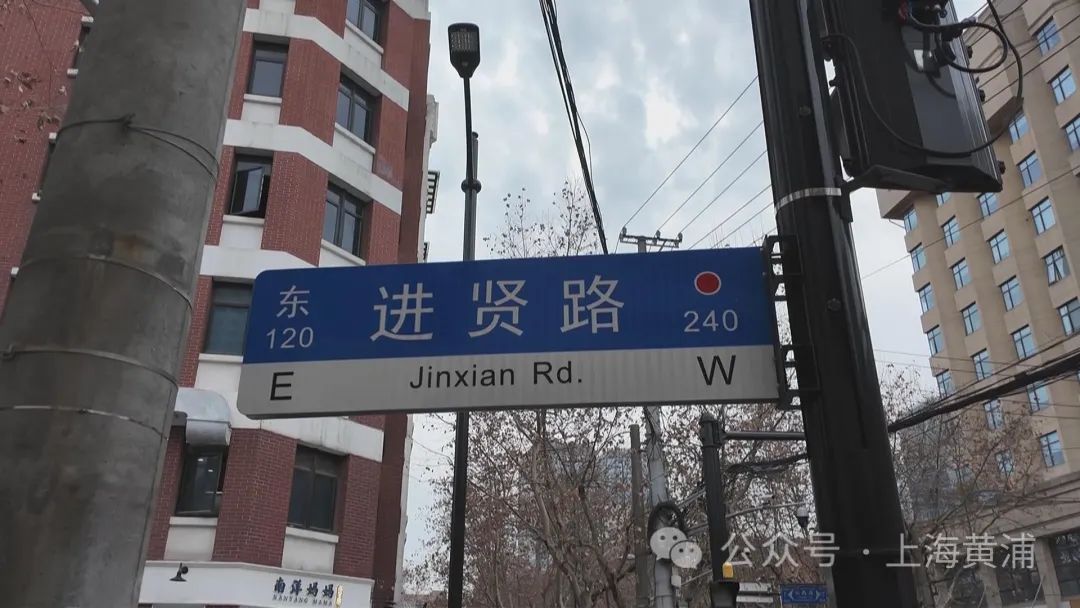 东 进贤路
120 240
E Jinxian Rd. W
南洋妈妈
NANYANG MAMA
公众号 · 上海黄浦